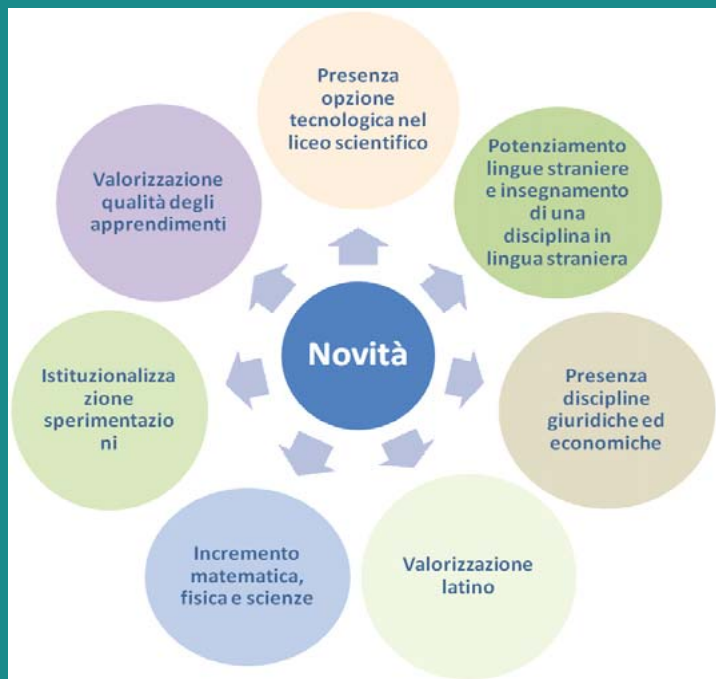 Presenza
opzione
tecnologica nel
liceo scientifico
Potenziamento
lingue straniere
e insegnamento
di una
disciplina in
lingua straniera
Presenza
discipline
giuridiche ed
economiche
Valorizzazione
latino
Incremento
matematica,
fisica e scienze
Istituzionalizza
zione
sperimentazio
ni
Valorizzazione
qualità degli
apprendimenti
Novità